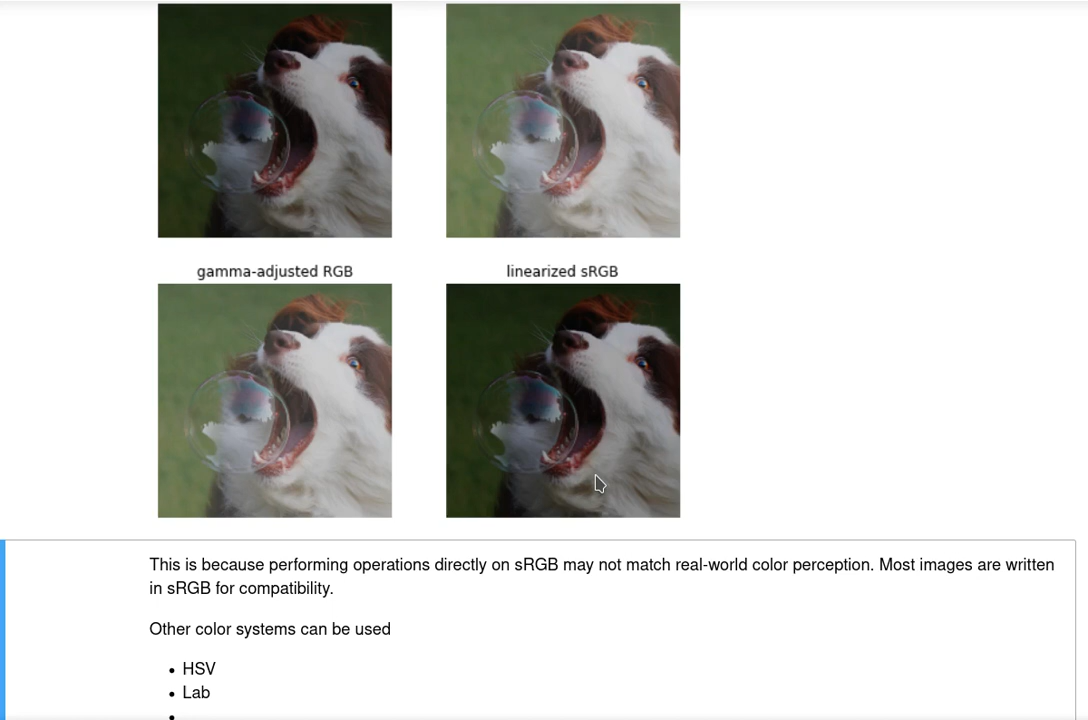 gamma-adjusted RGB
linearized sRGB
This is because performing operations directly on sRGB may not match real-world color perception. Most images are written
in sRGB for compatibility.
Other color systems can be used
• HSV
• Lab
•